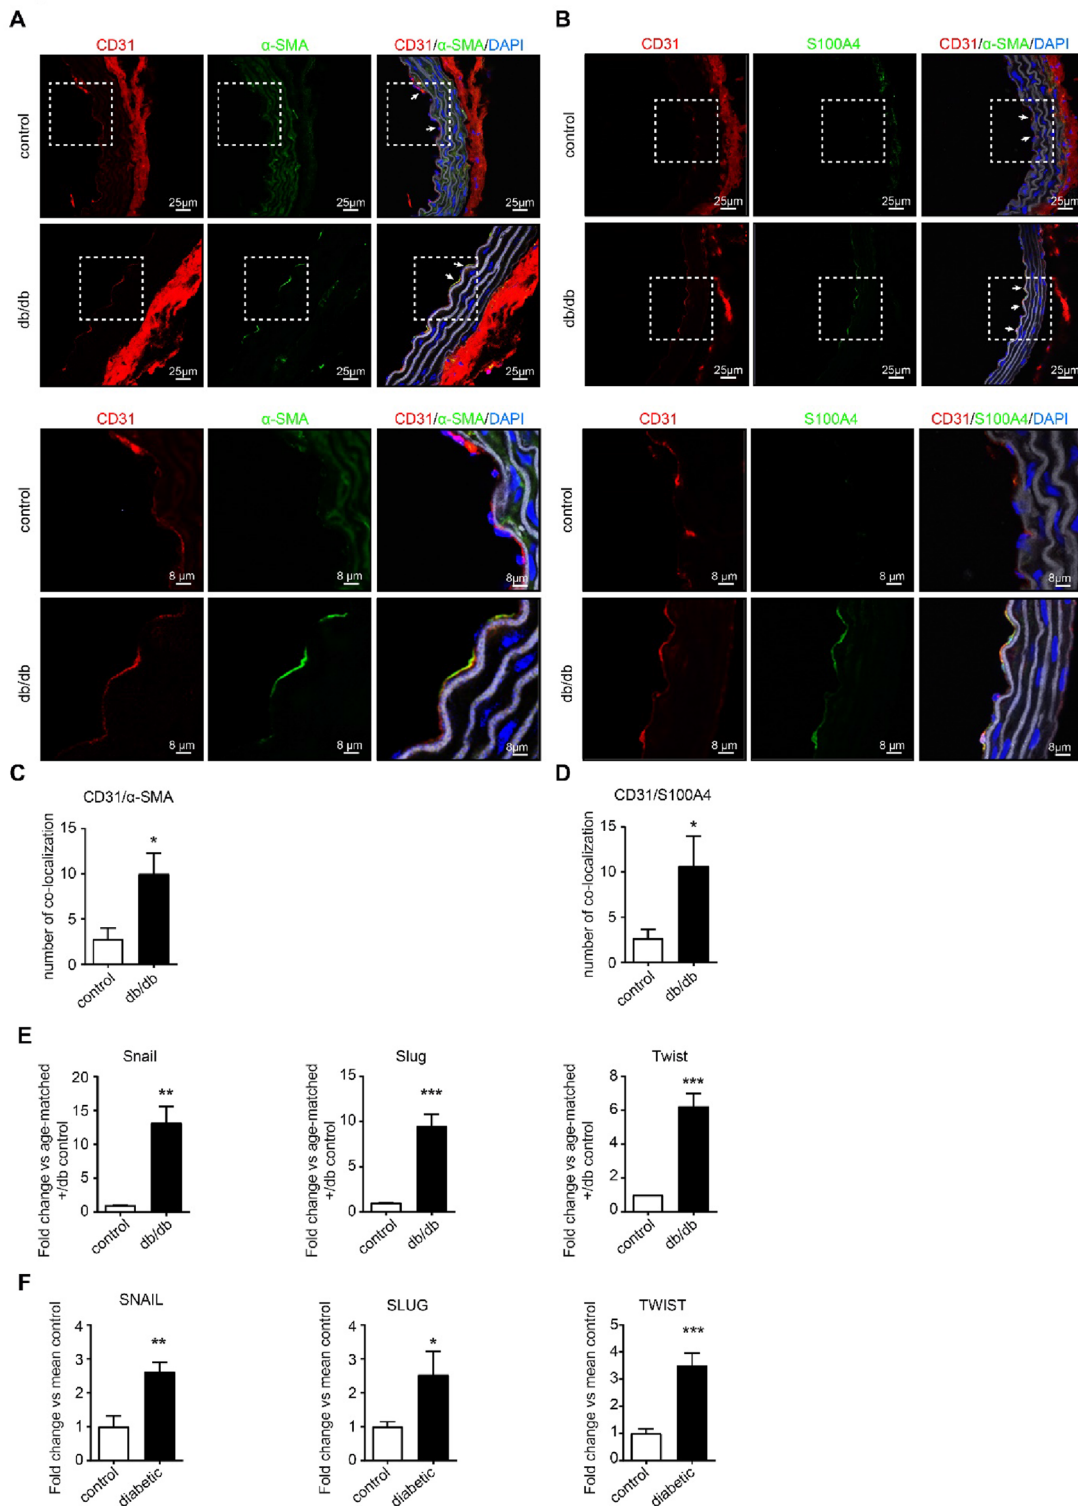 A
B
CD31 α-SMA CD31/α-SMA/DAPI
CD31 S100A4 CD31/α-SMA/DAPI
control
25µm 25µm 25µm
control
25µm 25µm 25µm
db/db
25µm 25µm 25µm
db/db
25µm 25µm 25µm
CD31 α-SMA CD31/α-SMA/DAPI
CD31 S100A4 CD31/S100A4/DAPI
control
8 µm 8 µm 8µm
control
8 µm 8 µm 8µm
db/db
8 µm 8 µm 8µm
db/db
8 µm 8 µm 8µm
C
CD31/α-SMA
number of co-localization
15
10
5
0
*
control
db/db
D
CD31/S100A4
number of co-localization
15
10
5
0
*
control
db/db
E
Snail
Fold change vs age-matched
+/db control
20
15
10
5
0
**
control
db/db
Slug
Fold change vs age-matched
+/db control
15
10
5
0
***
control
db/db
Twist
Fold change vs age-matched
+/db control
8
6
4
2
0
***
control
db/db
F
SNAIL
Fold change vs mean control
4
3
2
1
0
**
control
diabetic
SLUG
Fold change vs mean control
4
3
2
1
0
*
control
diabetic
TWIST
Fold change vs mean control
5
4
3
2
1
0
***
control
diabetic